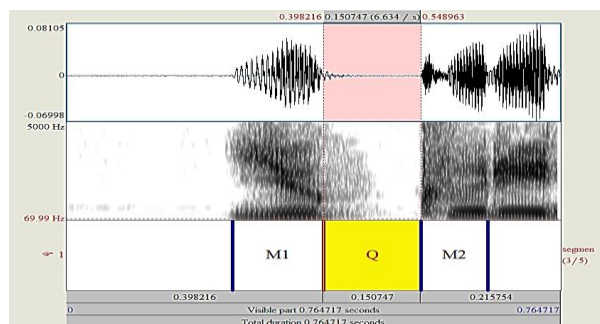 0.398216 0.150747 (6.634 / s) 0.548963
0.08105
0
-0.06998
5000 Hz
69.99 Hz
☞ 1 M1 Q M2 segmen
(3/5)
0.398216 0.150747 0.215754
0 Visible part 0.764717 seconds 0.764717
Total duration 0.764717 seconds